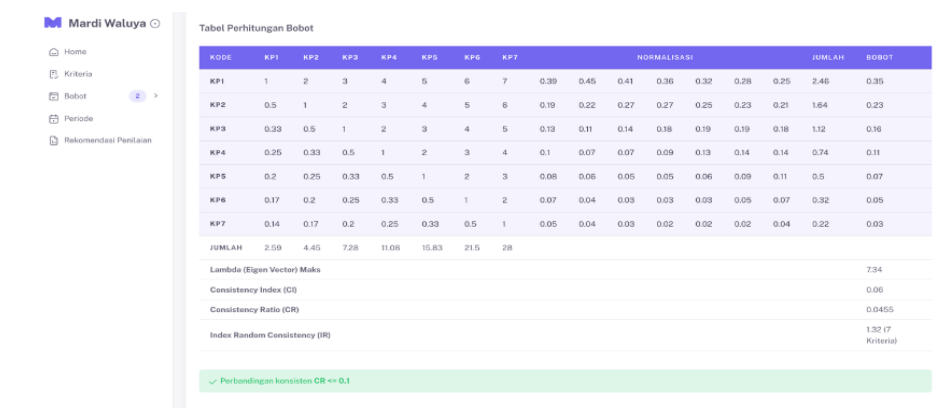 Mardi Waluya
Home
Kriteria
Bobot 2
Periode
Rekomendasi Penilaian
Tabel Perhitungan Bobot
KODE KP1 KP2 KP3 KP4 KP5 KP6 KP7 NORMALISASI JUMLAH BOBOT
KP1 1 2 3 4 5 6 7 0.39 0.45 0.41 0.36 0.32 0.28 0.25 2.46 0.35
KP2 0.5 1 2 3 4 5 6 0.19 0.22 0.27 0.27 0.25 0.23 0.21 1.64 0.23
KP3 0.33 0.5 1 2 3 4 5 0.13 0.11 0.14 0.18 0.19 0.19 0.18 1.12 0.16
KP4 0.25 0.33 0.5 1 2 3 4 0.1 0.07 0.07 0.09 0.13 0.14 0.14 0.74 0.11
KP5 0.2 0.25 0.33 0.5 1 2 3 0.08 0.06 0.05 0.05 0.06 0.09 0.11 0.5 0.07
KP6 0.17 0.2 0.25 0.33 0.5 1 2 0.07 0.04 0.03 0.03 0.03 0.05 0.07 0.32 0.05
KP7 0.14 0.17 0.2 0.25 0.33 0.5 1 0.05 0.04 0.03 0.02 0.02 0.02 0.04 0.22 0.03
JUMLAH 2.59 4.45 7.28 11.08 15.83 21.5 28
Lambda (Eigen Vector) Maks 7.34
Consistency Index (CI) 0.06
Consistency Ratio (CR) 0.0455
Index Random Consistency (IR) 1.32 (7
Kriteria)
Perbandingan konsisten CR <= 0.1